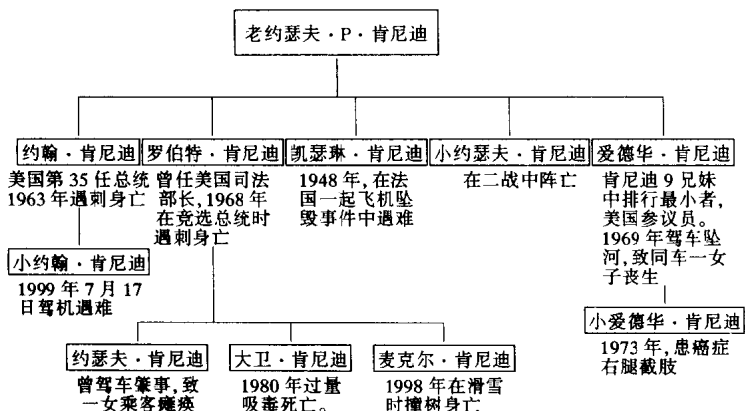 老约瑟夫·P·肯尼迪
约翰·肯尼迪
美国第35任总统
1963年遇刺身亡
罗伯特·肯尼迪
曾任美国司法
部长,1968年
在竞选总统时
遇刺身亡
凯瑟琳·肯尼迪
1948年,在法
国一起飞机坠
毁事件中遇难
小约瑟夫·肯尼迪
在二战中阵亡
爱德华·肯尼迪
肯尼迪9兄妹
中排行最小者,
美国参议员。
1969年驾车坠
河,致同车一女
子丧生
小约翰·肯尼迪
1999年7月17
日驾机遇难
约瑟夫·肯尼迪
曾驾车肇事,致
一女乘客瘫痪
大卫·肯尼迪
1980年过量
吸毒死亡。
麦克尔·肯尼迪
1998年在滑雪
时撞树身亡
小爱德华·肯尼迪
1973年,患癌症
右腿截肢